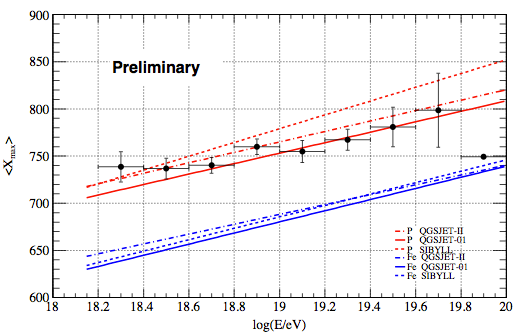 900
850
800
750
700
650
600
<Xmax>
Preliminary
P QGSJET-II
P QGSJET-01
P SIBYLL
Fe QGSJET-II
Fe QGSJET-01
Fe SIBYLL
18 18.2 18.4 18.6 18.8 19 19.2 19.4 19.6 19.8 20
log(E/eV)